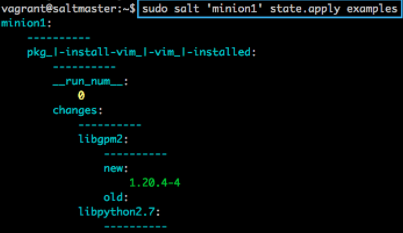 vagrant@saltmaster:~$ sudo salt 'minion1' state.apply examples
minion1:
----------
pkg_|-install-vim_|-vim_|-installed:
----------
__run_num__:
0
changes:
----------
libgpm2:
----------
new:
1.20.4-4
old:
libpython2.7:
----------